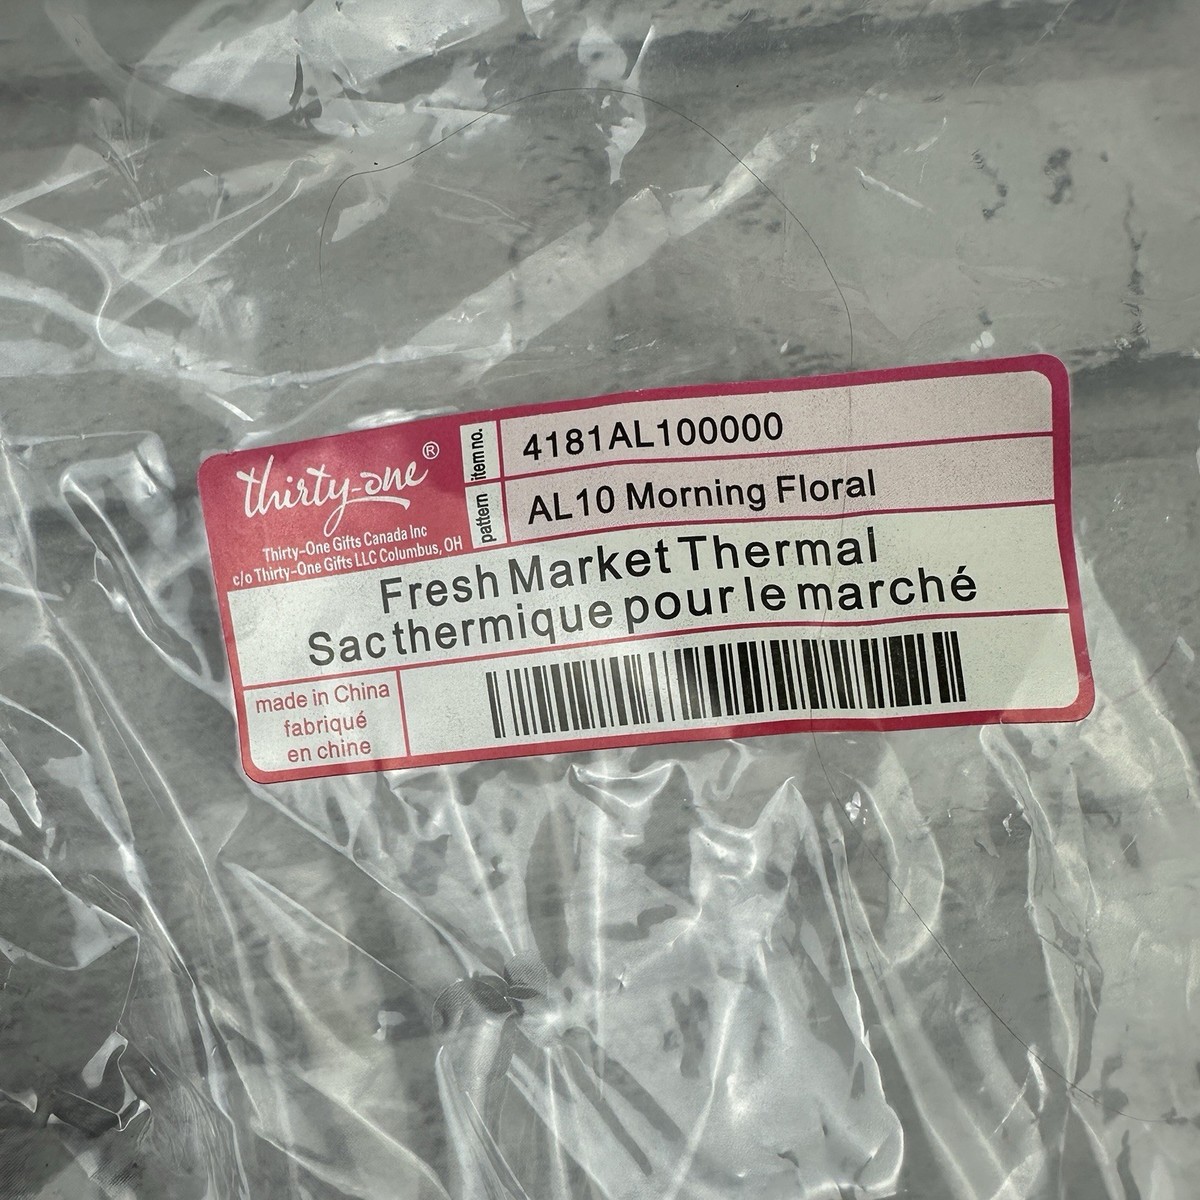 thirty-one®
Thirty-One Gifts Canada Inc
c/o Thirty-One Gifts LLC Columbus, OH
item no.
4181AL100000
pattern
AL10 Morning Floral
Fresh Market Thermal
Sac thermique pour le marché
made in China
fabriqué
en chine